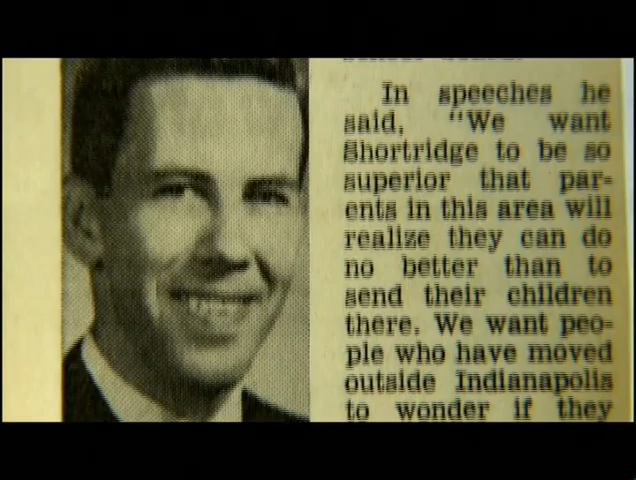 In speeches he
said, "We want
Shortridge to be so
superior that par-
ents in this area will
realize they can do
no better than to
send their children
there. We want peo-
ple who have moved
outside Indianapolis
to wonder if they